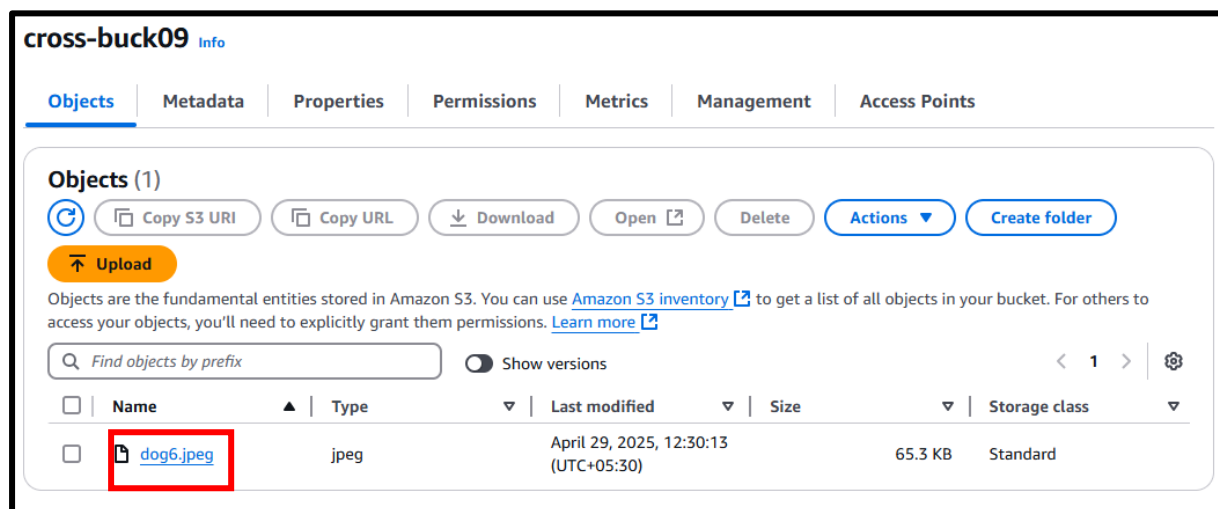 cross-buck09 Info
Objects Metadata Properties Permissions Metrics Management Access Points
Objects (1)
Copy S3 URI Copy URL Download Open Delete Actions Create folder
Upload
Objects are the fundamental entities stored in Amazon S3. You can use Amazon S3 inventory to get a list of all objects in your bucket. For others to
access your objects, you'll need to explicitly grant them permissions. Learn more
Find objects by prefix Show versions 1
Name Type Last modified Size Storage class
dog6.jpeg jpeg April 29, 2025, 12:30:13 65.3 KB Standard
(UTC+05:30)